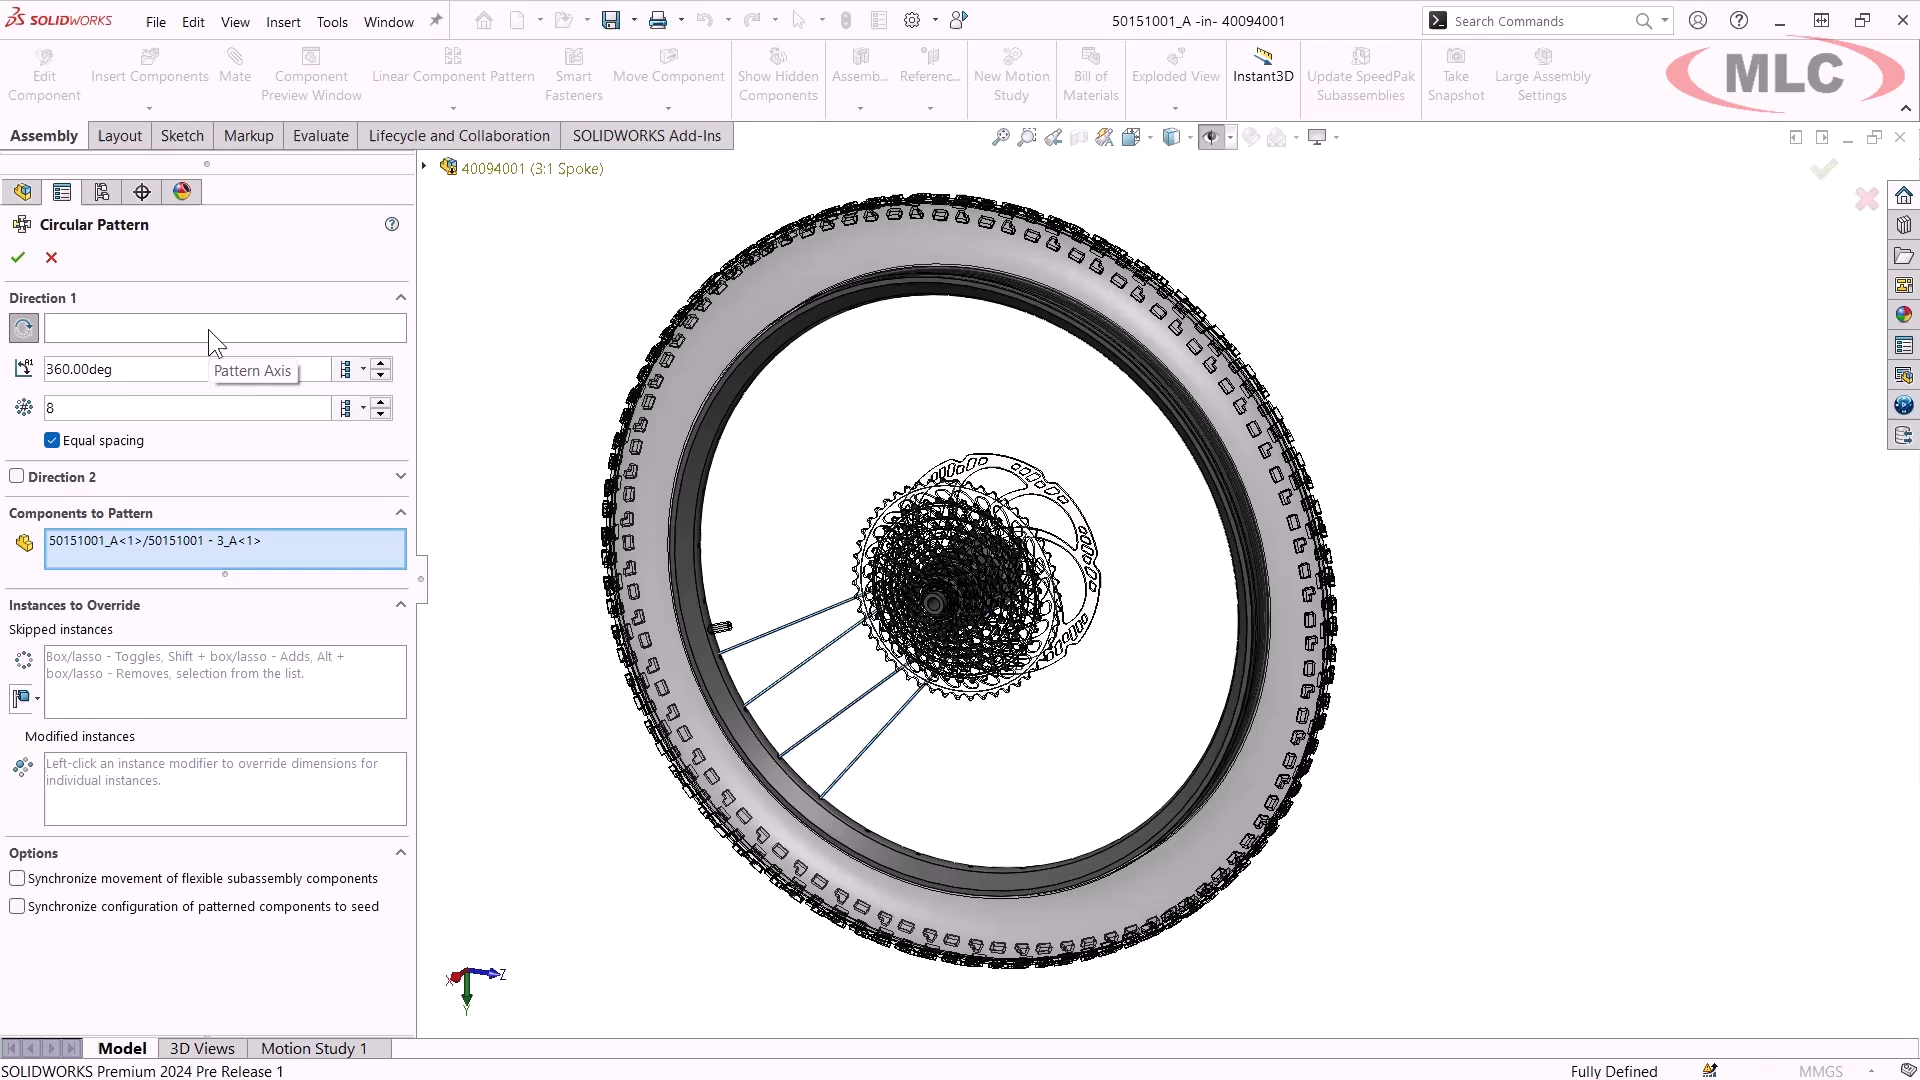 SOLIDWORKS
File Edit View Insert Tools Window
50151001_A -in- 40094001
Search Commands
Edit Component
Insert Components
Mate
Component Preview Window
Linear Component Pattern
Smart Fasteners
Move Component
Show Hidden Components
Assemb...
Referenc...
New Motion Study
Bill of Materials
Exploded View
Instant3D
Update SpeedPak Subassemblies
Take Snapshot
Large Assembly Settings
MLC
Assembly Layout Sketch Markup Evaluate Lifecycle and Collaboration SOLIDWORKS Add-Ins
40094001 (3:1 Spoke)
Circular Pattern
Direction 1
360.00deg
Pattern Axis
8
Equal spacing
Direction 2
Components to Pattern
50151001_A<1>/50151001 - 3_A<1>
Instances to Override
Skipped instances
Box/lasso - Toggles, Shift + box/lasso - Adds, Alt +
box/lasso - Removes, selection from the list.
Modified instances
Left-click an instance modifier to override dimensions for
individual instances.
Options
Synchronize movement of flexible subassembly components
Synchronize configuration of patterned components to seed
X
Z
Y
Model 3D Views Motion Study 1
SOLIDWORKS Premium 2024 Pre Release 1
Fully Defined
MMGS